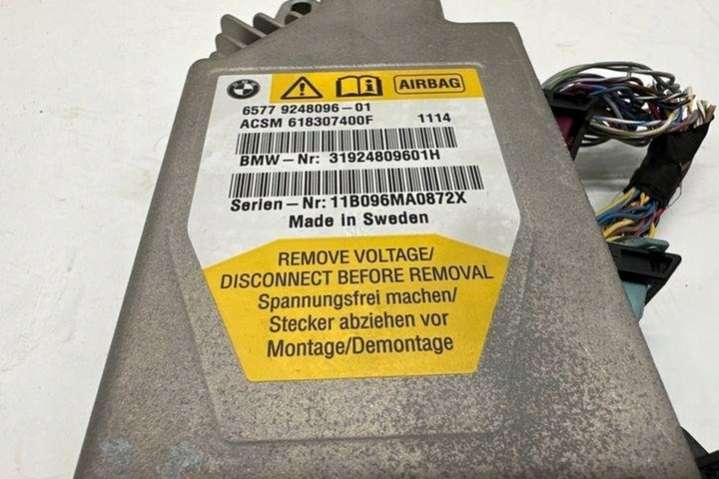 AIRBAG
6577 9248096-01
ACSM 618307400F 1114
BMW-Nr: 31924809601H
Serien-Nr: 11B096MA0872X
Made in Sweden
REMOVE VOLTAGE/
DISCONNECT BEFORE REMOVAL
Spannungsfrei machen/
Stecker abziehen vor
Montage/Demontage